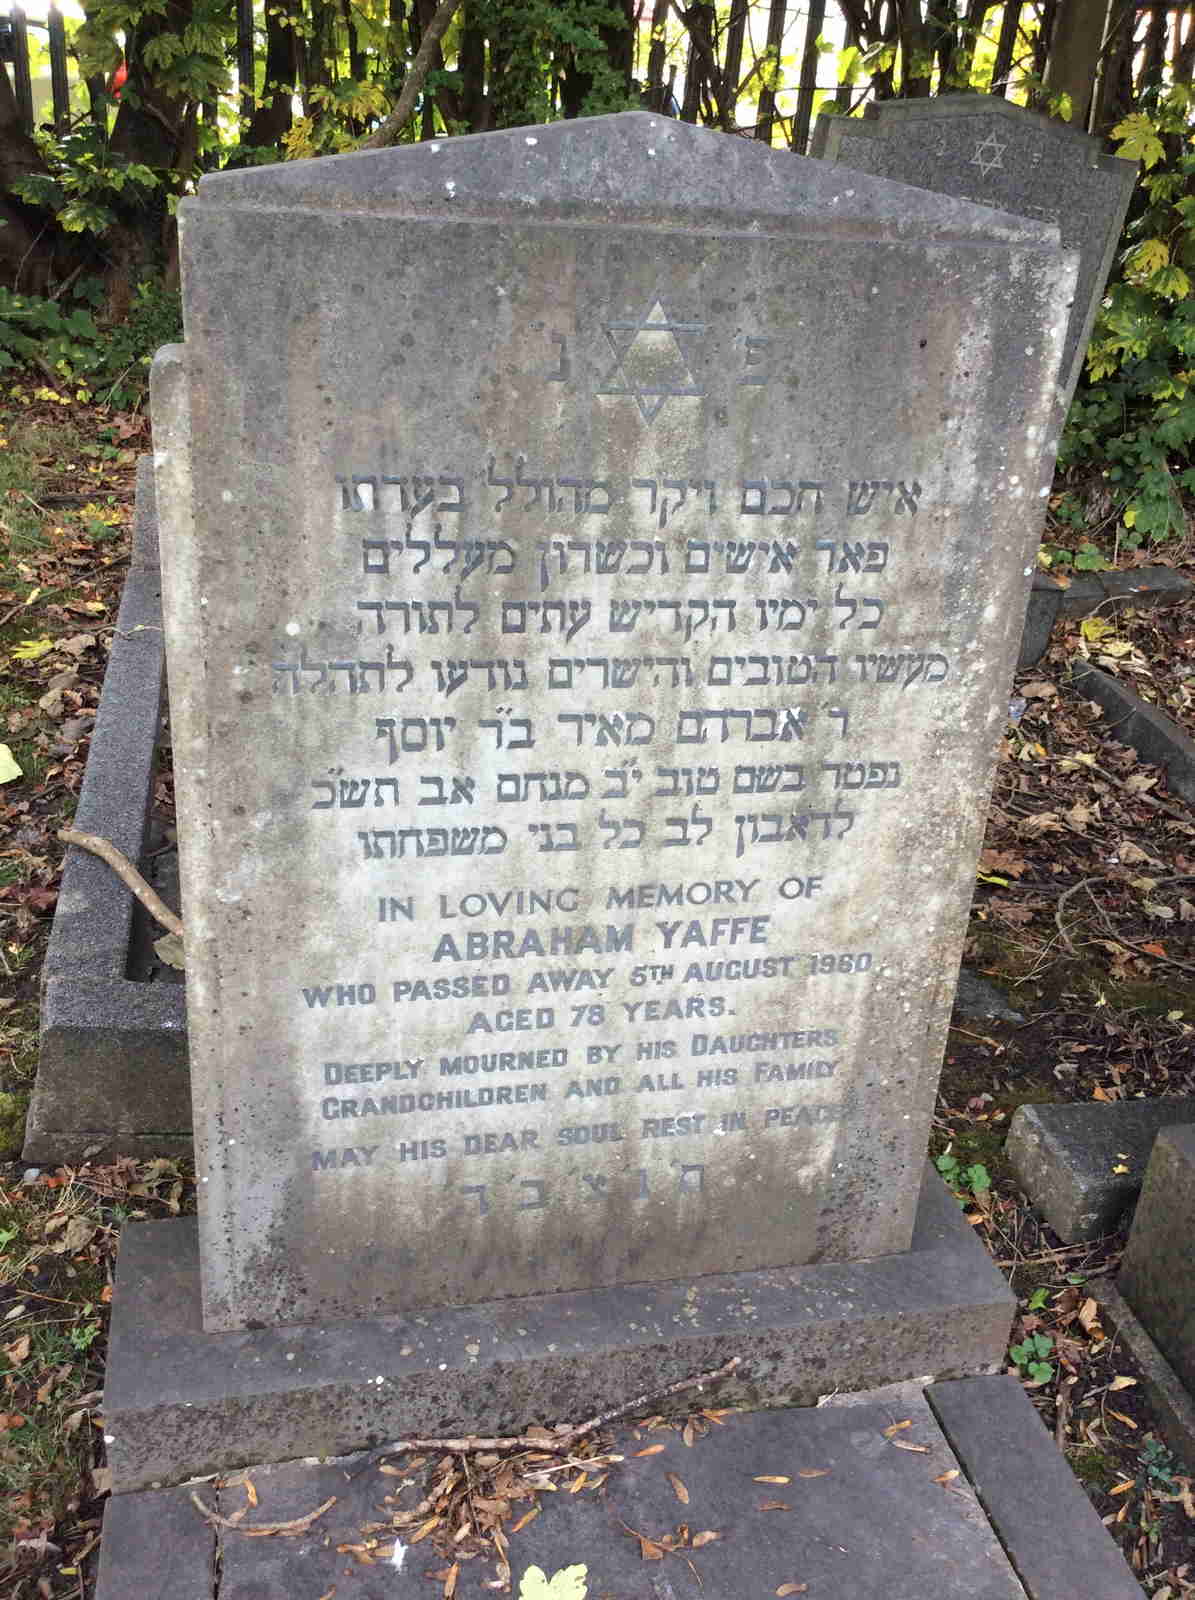 פ' נ'
איש חכם ויקר מהולל בעדתו
פאר אישים וכשרון מעללים
כל ימיו הקדיש עתים לתורה
מעשיו הטובים והישרים נודעו לתהלה
ר' אברהם מאיר ב"ר יוסף
נפטר בשם טוב י"ב מנחם אב תש"כ
לדאבון לב כל בני משפחתו
IN LOVING MEMORY OF
ABRAHAM YAFFE
WHO PASSED AWAY 5TH AUGUST 1960.
AGED 78 YEARS.
DEEPLY MOURNED BY HIS DAUGHTERS
GRANDCHILDREN AND ALL HIS FAMILY.
MAY HIS DEAR SOUL REST IN PEACE
ת' נ' צ' ב' ה'